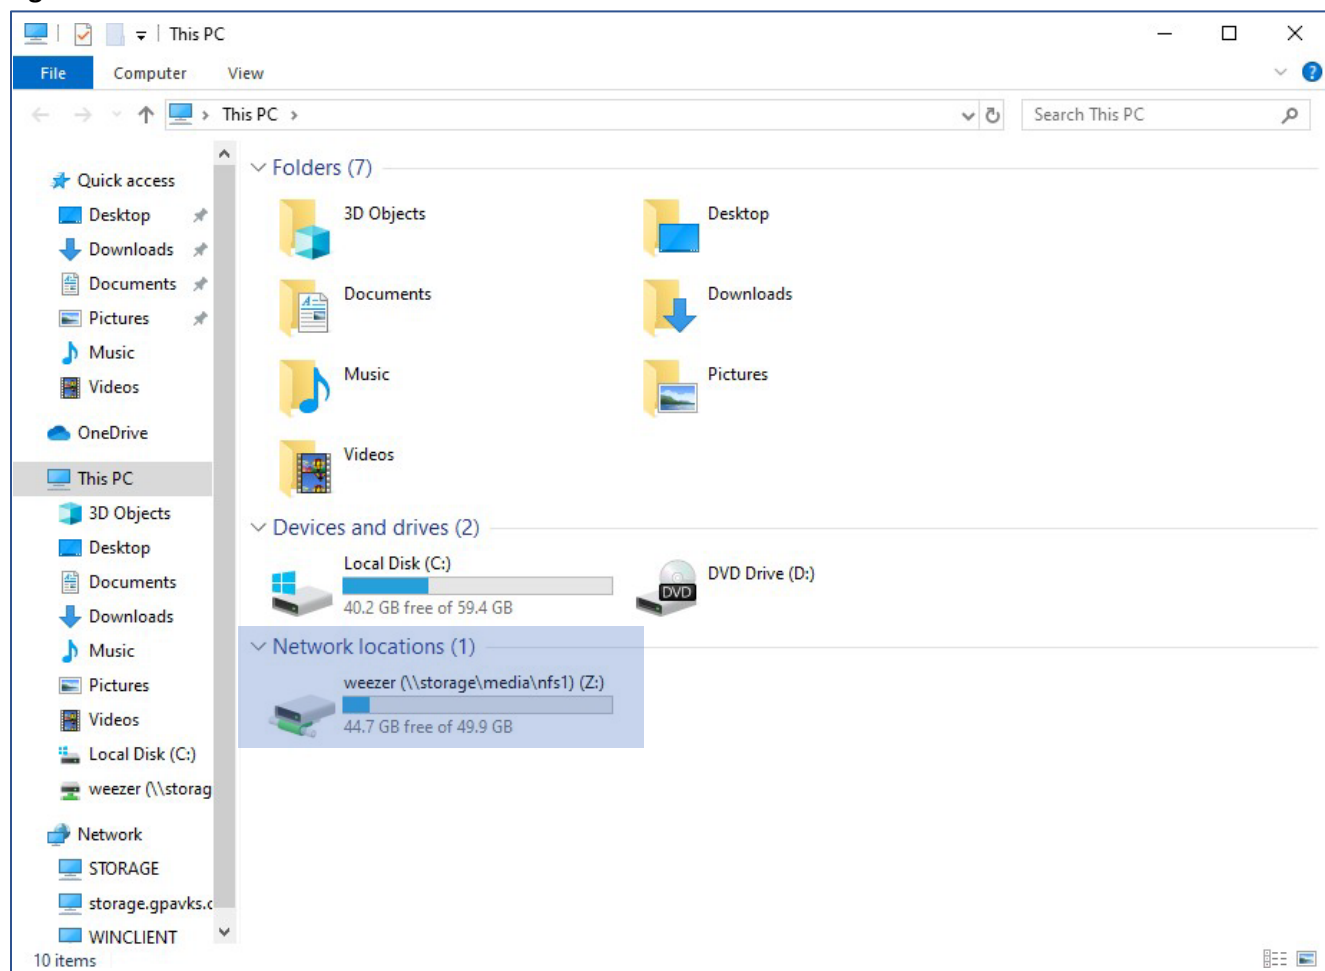 This PC
File Computer View
This PC
Search This PC
Quick access
Desktop
Downloads
Documents
Pictures
Music
Videos
OneDrive
This PC
3D Objects
Desktop
Documents
Downloads
Music
Pictures
Videos
Local Disk (C:)
weezer (\\storag
Network
STORAGE
storage.gpavks.c
WINCLIENT
Folders (7)
3D Objects
Desktop
Documents
Downloads
Music
Pictures
Videos
Devices and drives (2)
Local Disk (C:)
40.2 GB free of 59.4 GB
DVD Drive (D:)
DVD
Network locations (1)
weezer (\\storage\media\nfs1) (Z:)
44.7 GB free of 49.9 GB
10 items